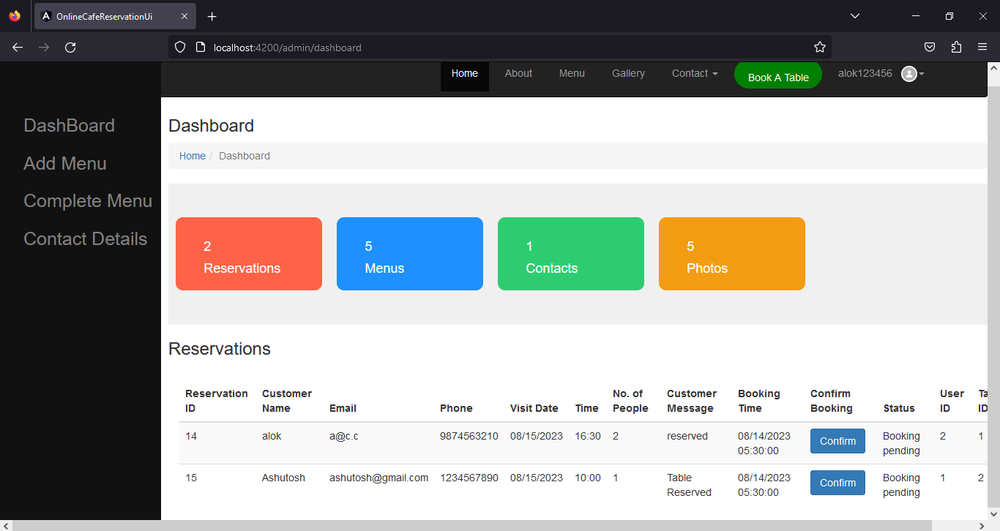 OnlineCafeReservationUi
localhost:4200/admin/dashboard
Home About Menu Gallery Contact Book A Table alok123456
DashBoard
Add Menu
Complete Menu
Contact Details
Dashboard
Home / Dashboard
2
Reservations
5
Menus
1
Contacts
5
Photos
Reservations
Reservation Customer No. of Customer Booking Confirm User
ID Name Email Phone Visit Date Time People Message Time Booking Status ID ID
14 alok a@c.c 9874563210 08/15/2023 16:30 2 reserved 08/14/2023 Confirm Booking 2 1
05:30:00 pending
15 Ashutosh ashutosh@gmail.com 1234567890 08/15/2023 10:00 1 Table 08/14/2023 Confirm Booking 1 2
Reserved 05:30:00 pending